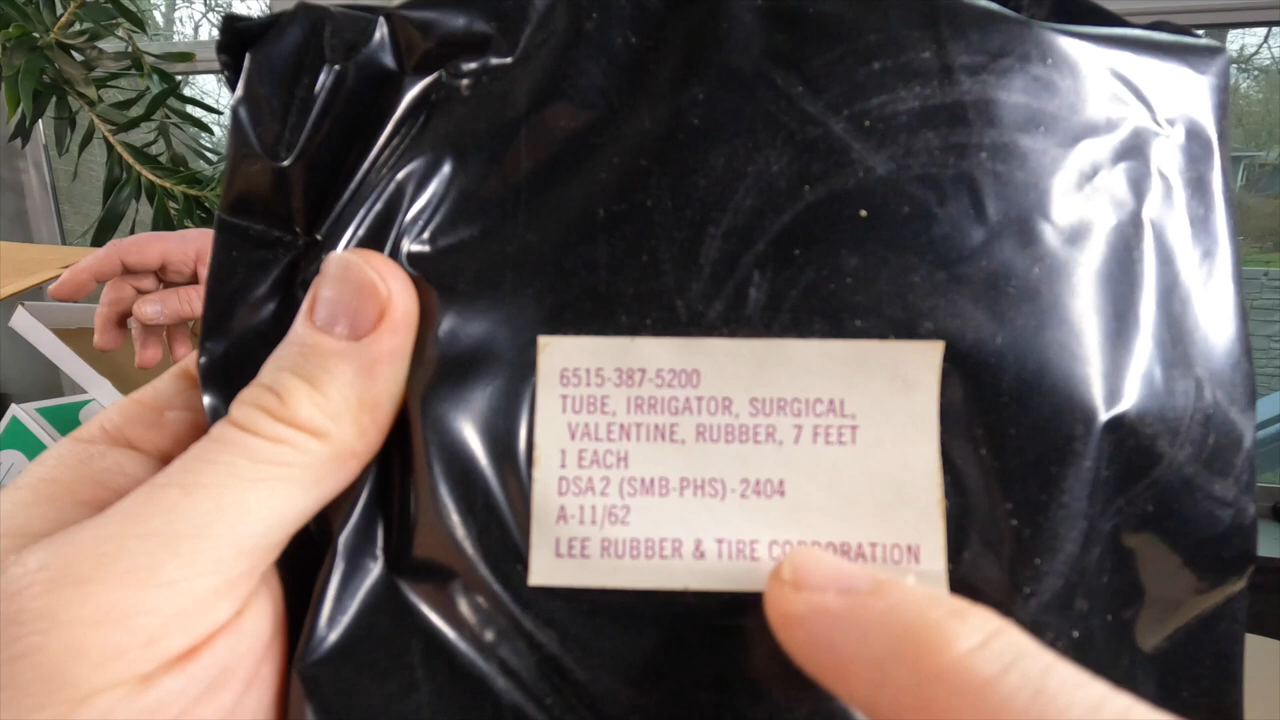 6515-387-5200
TUBE, IRRIGATOR, SURGICAL,
VALENTINE, RUBBER, 7 FEET
1 EACH
DSA2 (SMB-PHS)-2404
A-11/62
LEE RUBBER & TIRE CORPORATION